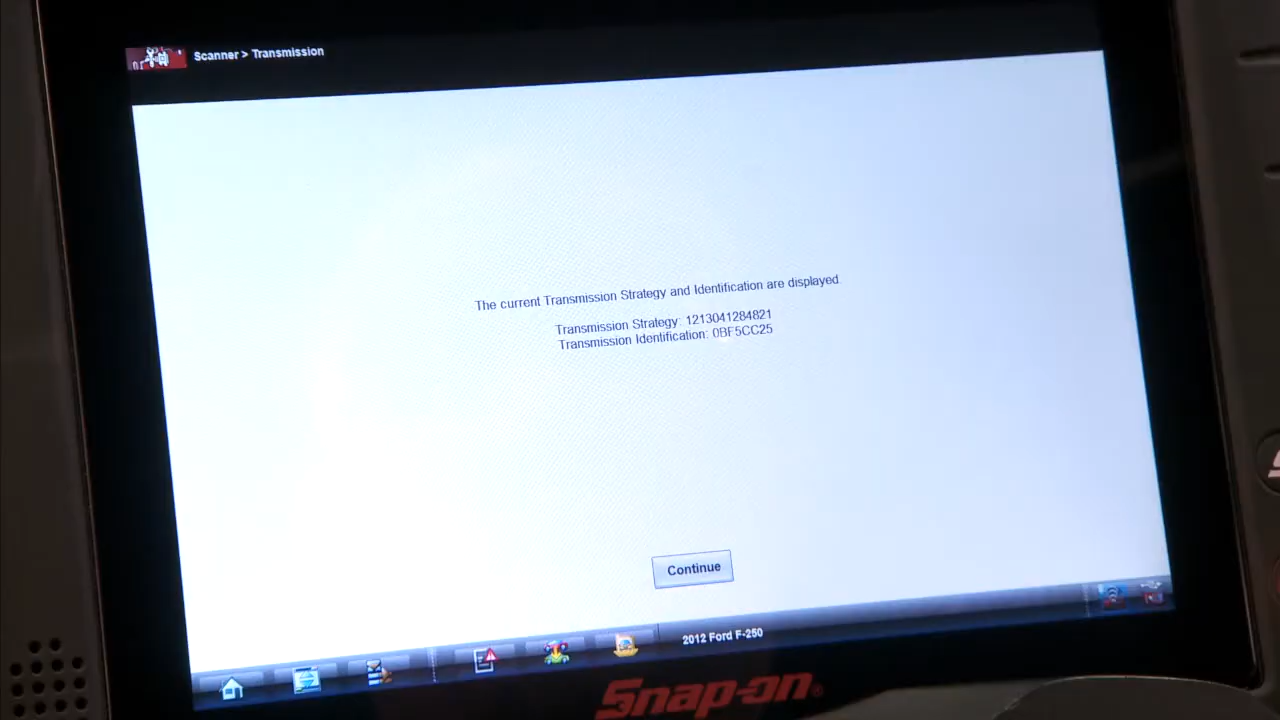 Scanner > Transmission
The current Transmission Strategy and Identification are displayed.
Transmission Strategy: 1213041284821
Transmission Identification: 0BF5CC25
Continue
2012 Ford F-250
Snap-on®